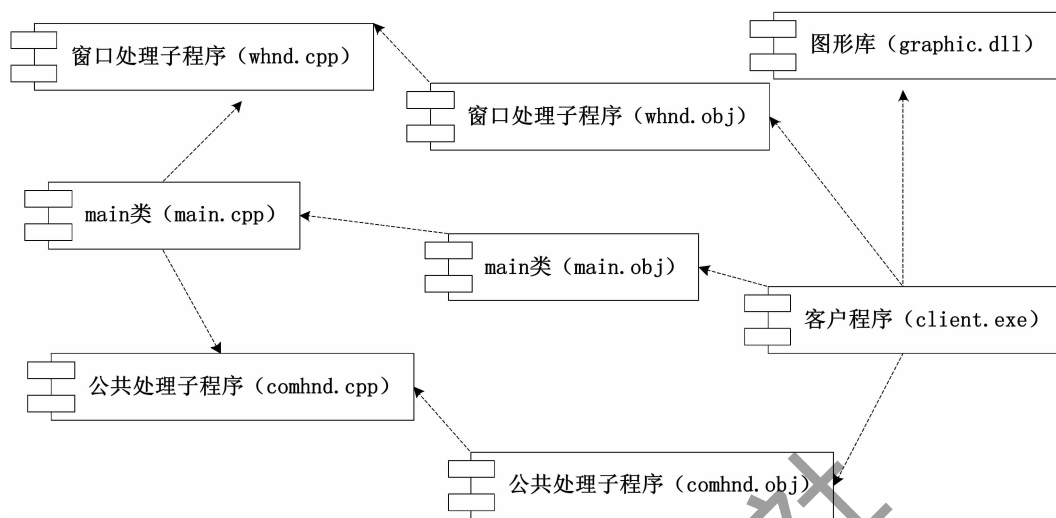 窗口处理子程序（whnd.cpp）
图形库（graphic.dll）
窗口处理子程序（whnd.obj）
main类（main.cpp）
main类（main.obj）
客户程序（client.exe）
公共处理子程序（comhnd.cpp）
公共处理子程序（comhnd.obj）